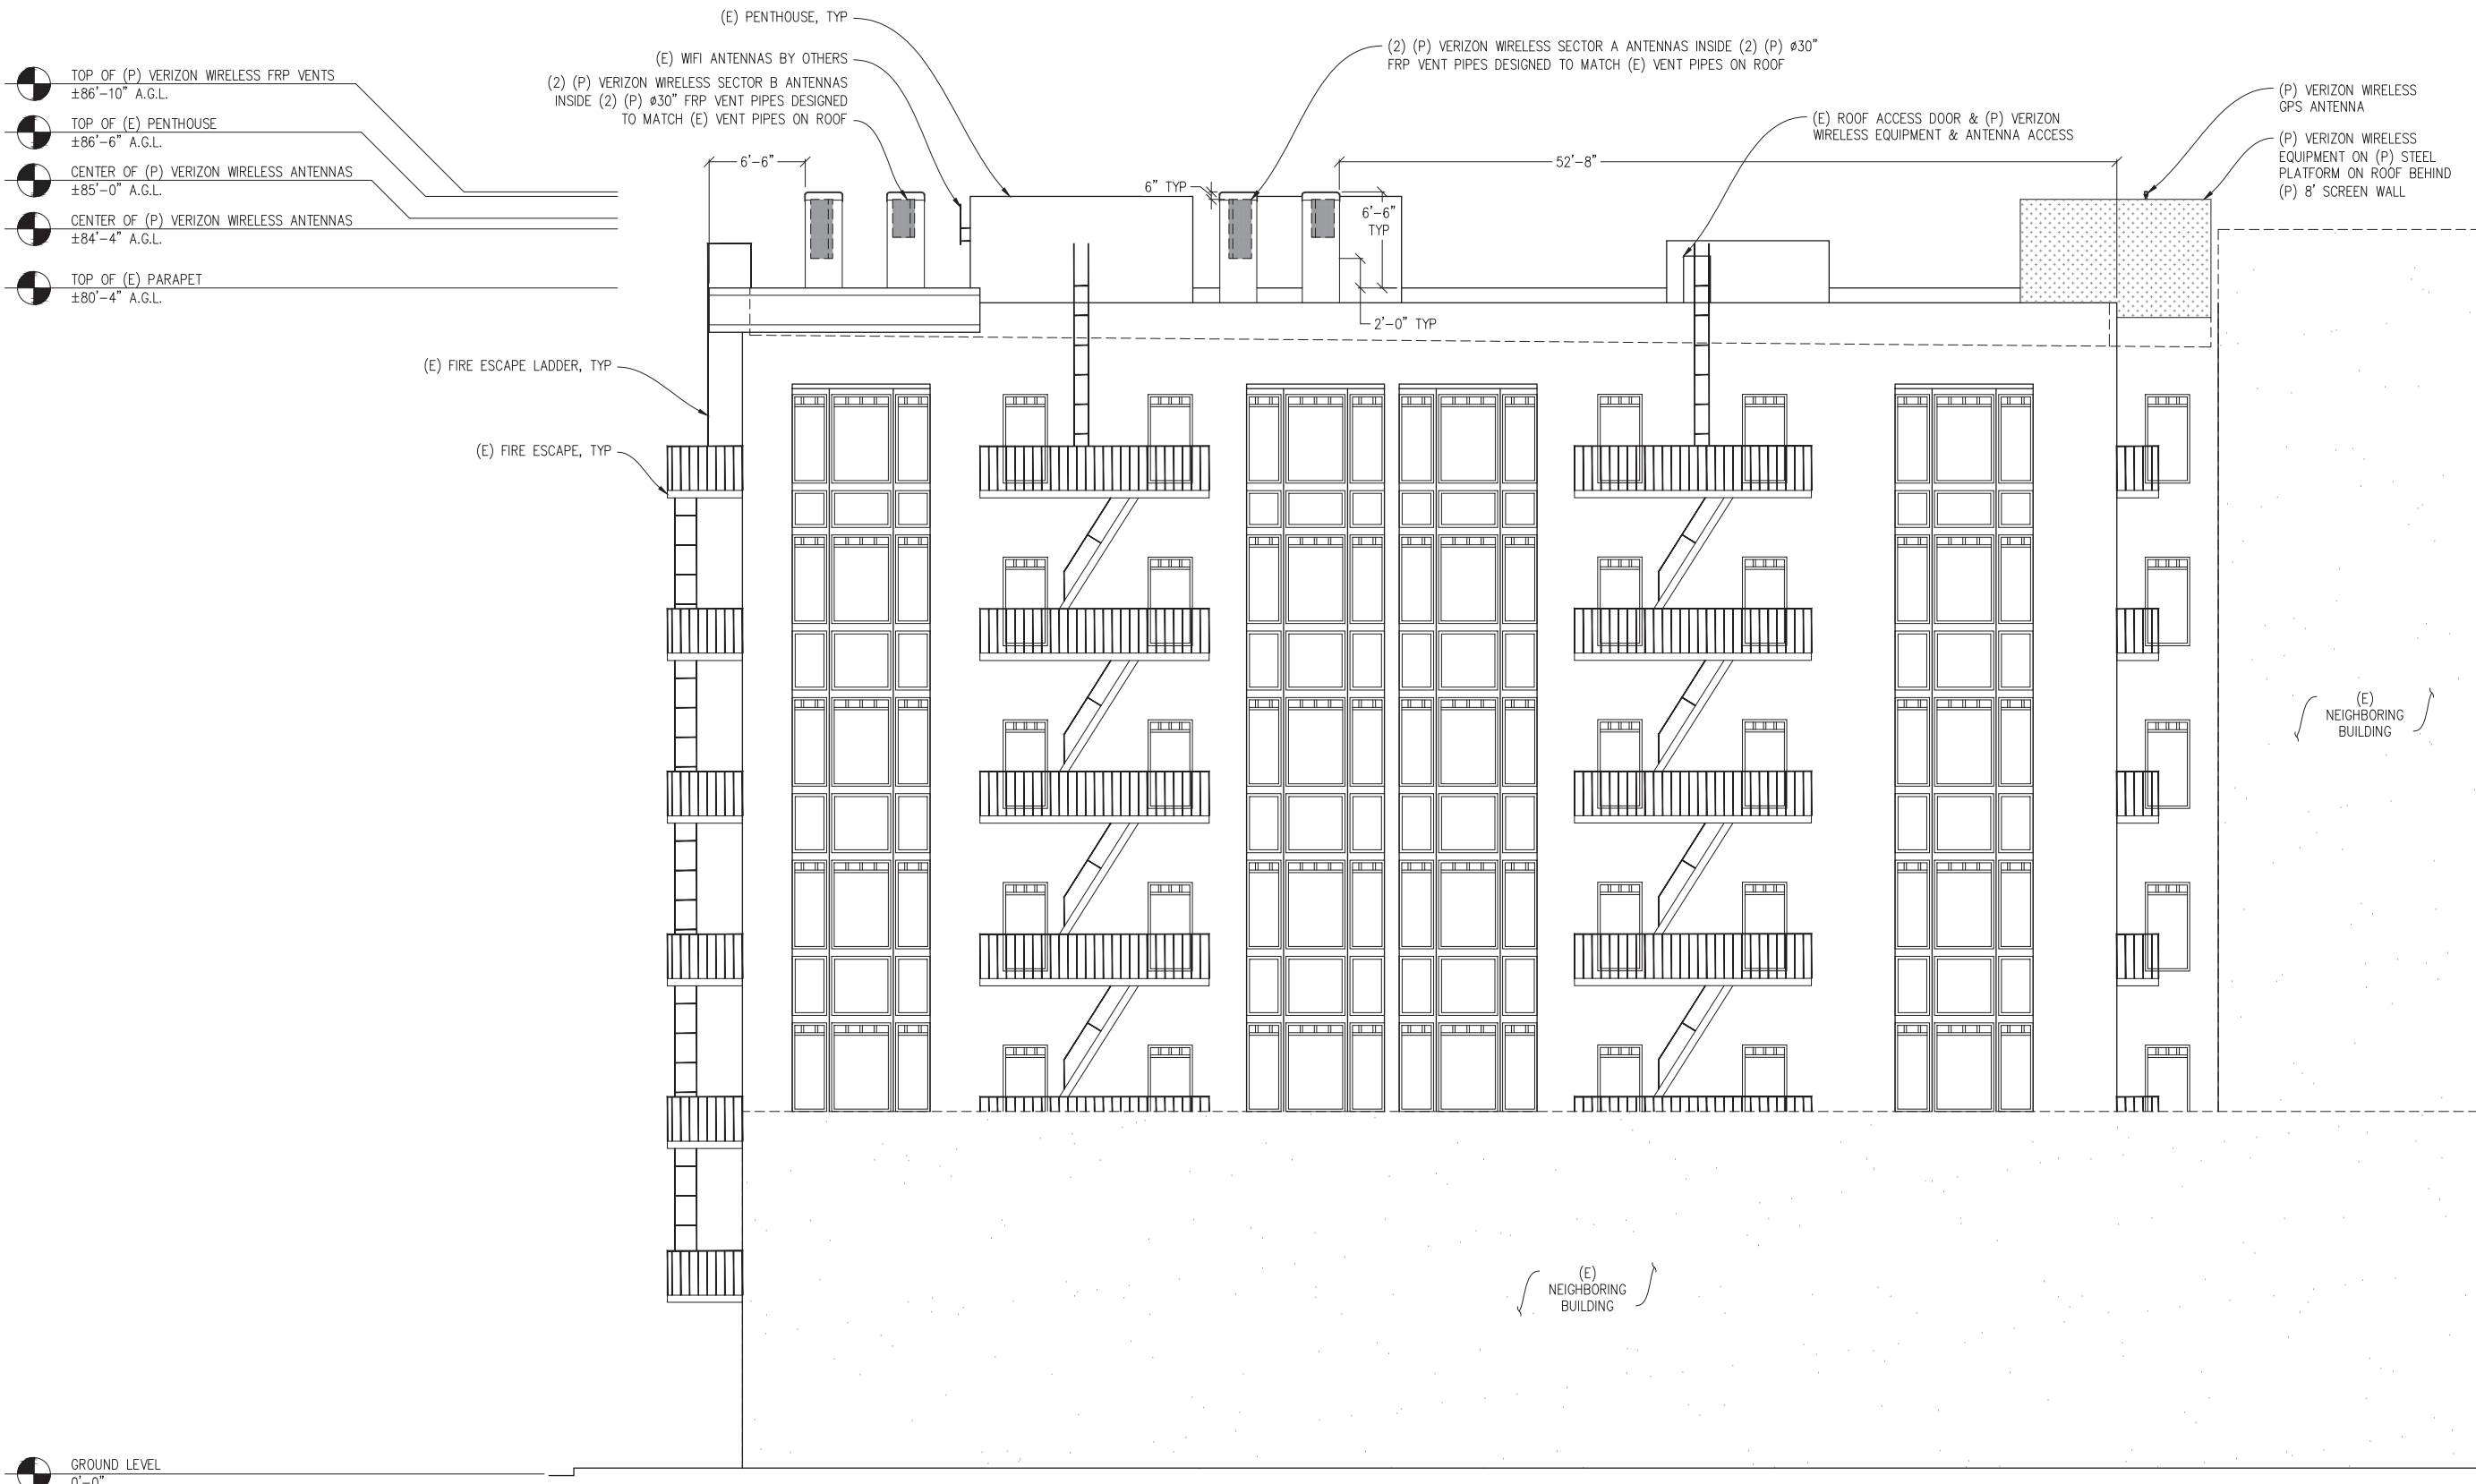 (E) PENTHOUSE, TYP
(E) WIFI ANTENNAS BY OTHERS
(2) (P) VERIZON WIRELESS SECTOR B ANTENNAS
INSIDE (2) (P) ø30" FRP VENT PIPES DESIGNED
TO MATCH (E) VENT PIPES ON ROOF
(2) (P) VERIZON WIRELESS SECTOR A ANTENNAS INSIDE (2) (P) ø30"
FRP VENT PIPES DESIGNED TO MATCH (E) VENT PIPES ON ROOF
(E) ROOF ACCESS DOOR & (P) VERIZON
WIRELESS EQUIPMENT & ANTENNA ACCESS
(P) VERIZON WIRELESS
GPS ANTENNA
(P) VERIZON WIRELESS
EQUIPMENT ON (P) STEEL
PLATFORM ON ROOF BEHIND
(P) 8' SCREEN WALL
TOP OF (P) VERIZON WIRELESS FRP VENTS
±86'-10" A.G.L.
TOP OF (E) PENTHOUSE
±86'-6" A.G.L.
CENTER OF (P) VERIZON WIRELESS ANTENNAS
±85'-0" A.G.L.
CENTER OF (P) VERIZON WIRELESS ANTENNAS
±84'-4" A.G.L.
TOP OF (E) PARAPET
±80'-4" A.G.L.
6'-6"
52'-8"
6" TYP
6'-6"
TYP
2'-0" TYP
(E) FIRE ESCAPE LADDER, TYP
(E) FIRE ESCAPE, TYP
(E)
NEIGHBORING
BUILDING
(E)
NEIGHBORING
BUILDING
GROUND LEVEL
0'-0"